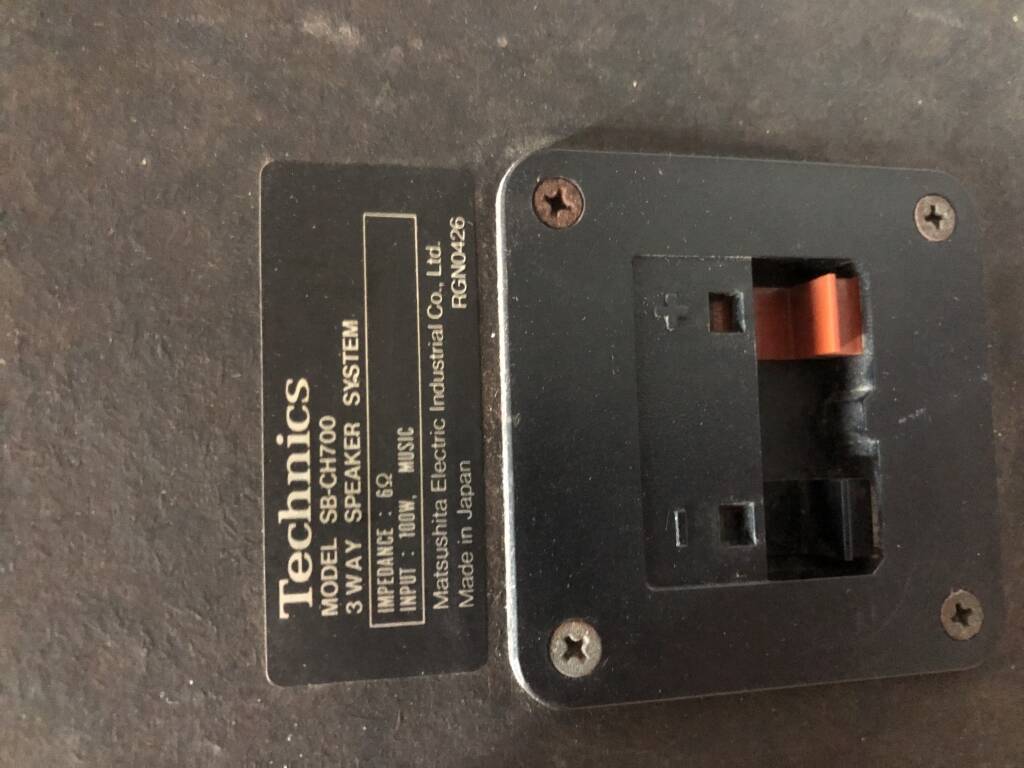 Technics
MODEL SB-CH700
3 WAY SPEAKER SYSTEM
IMPEDANCE : 6Ω
INPUT : 100W, MUSIC
Matsushita Electric Industrial Co., Ltd.
Made in Japan RGN0426
- +